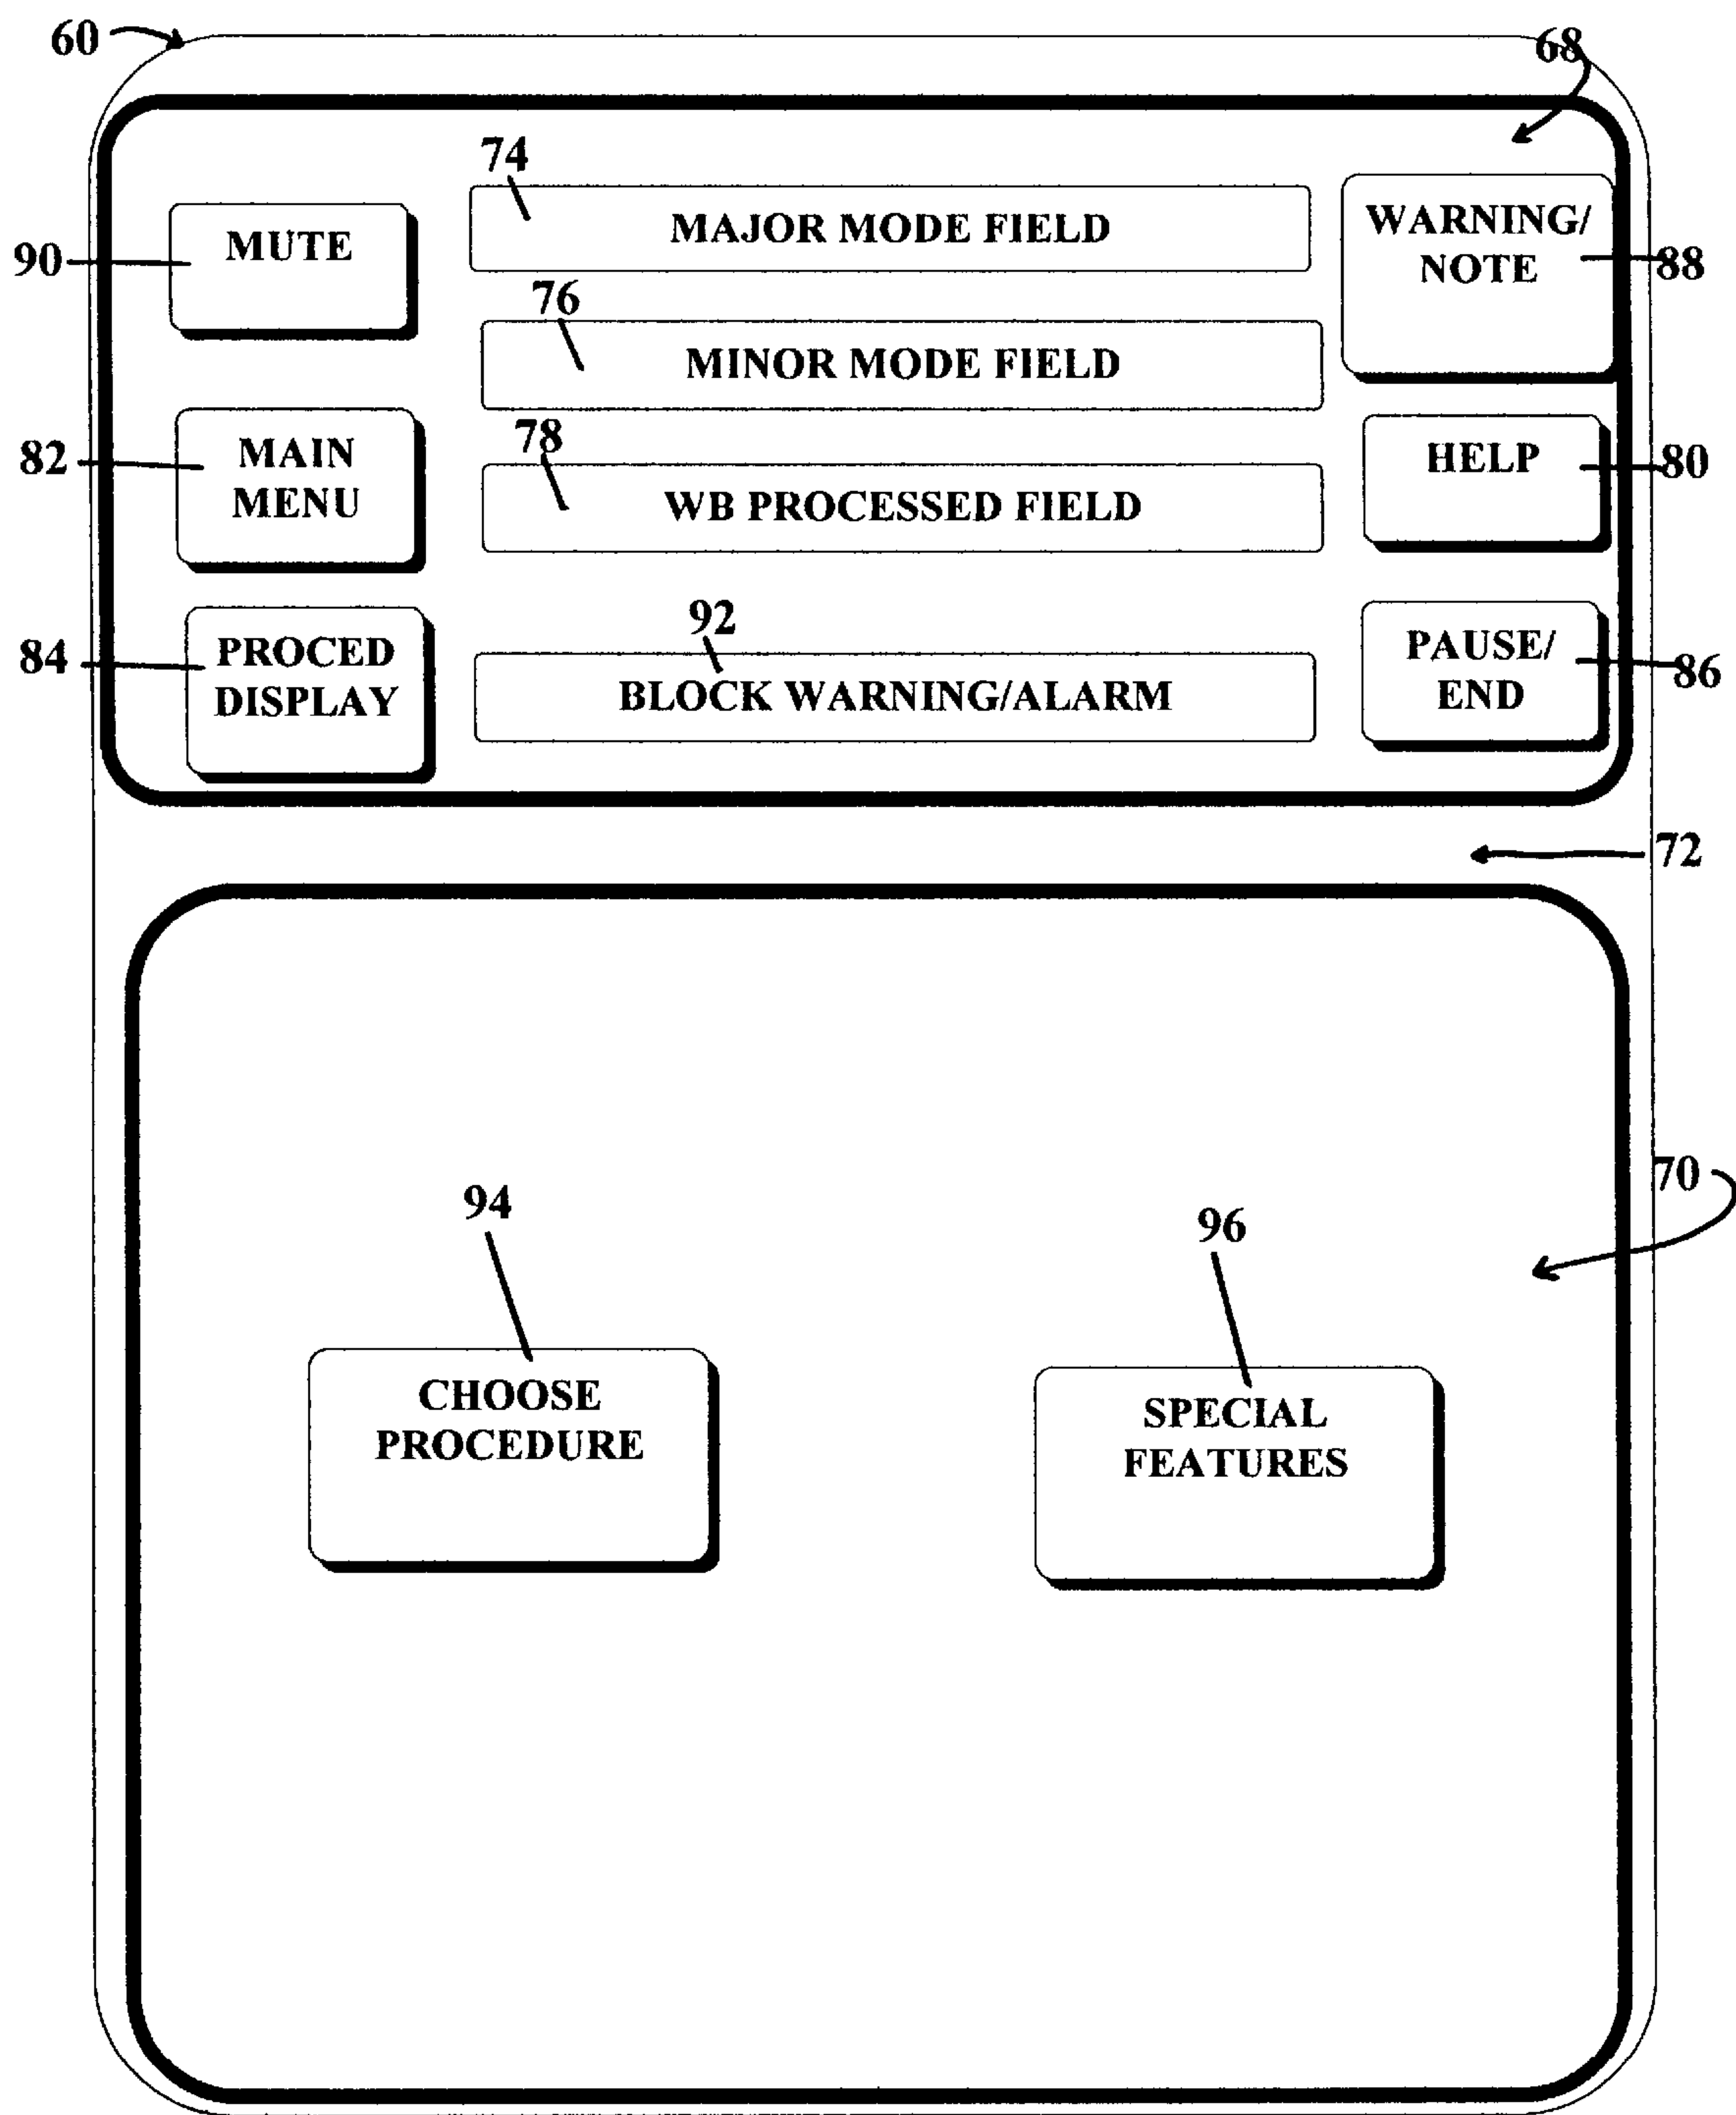 60
68
74
MAJOR MODE FIELD
WARNING/
NOTE
88
MUTE
90
76
MINOR MODE FIELD
82
MAIN
MENU
78
WB PROCESSED FIELD
HELP
80
84
PROCED
DISPLAY
92
BLOCK WARNING/ALARM
PAUSE/
END
86
72
70
94
96
CHOOSE
PROCEDURE
SPECIAL
FEATURES